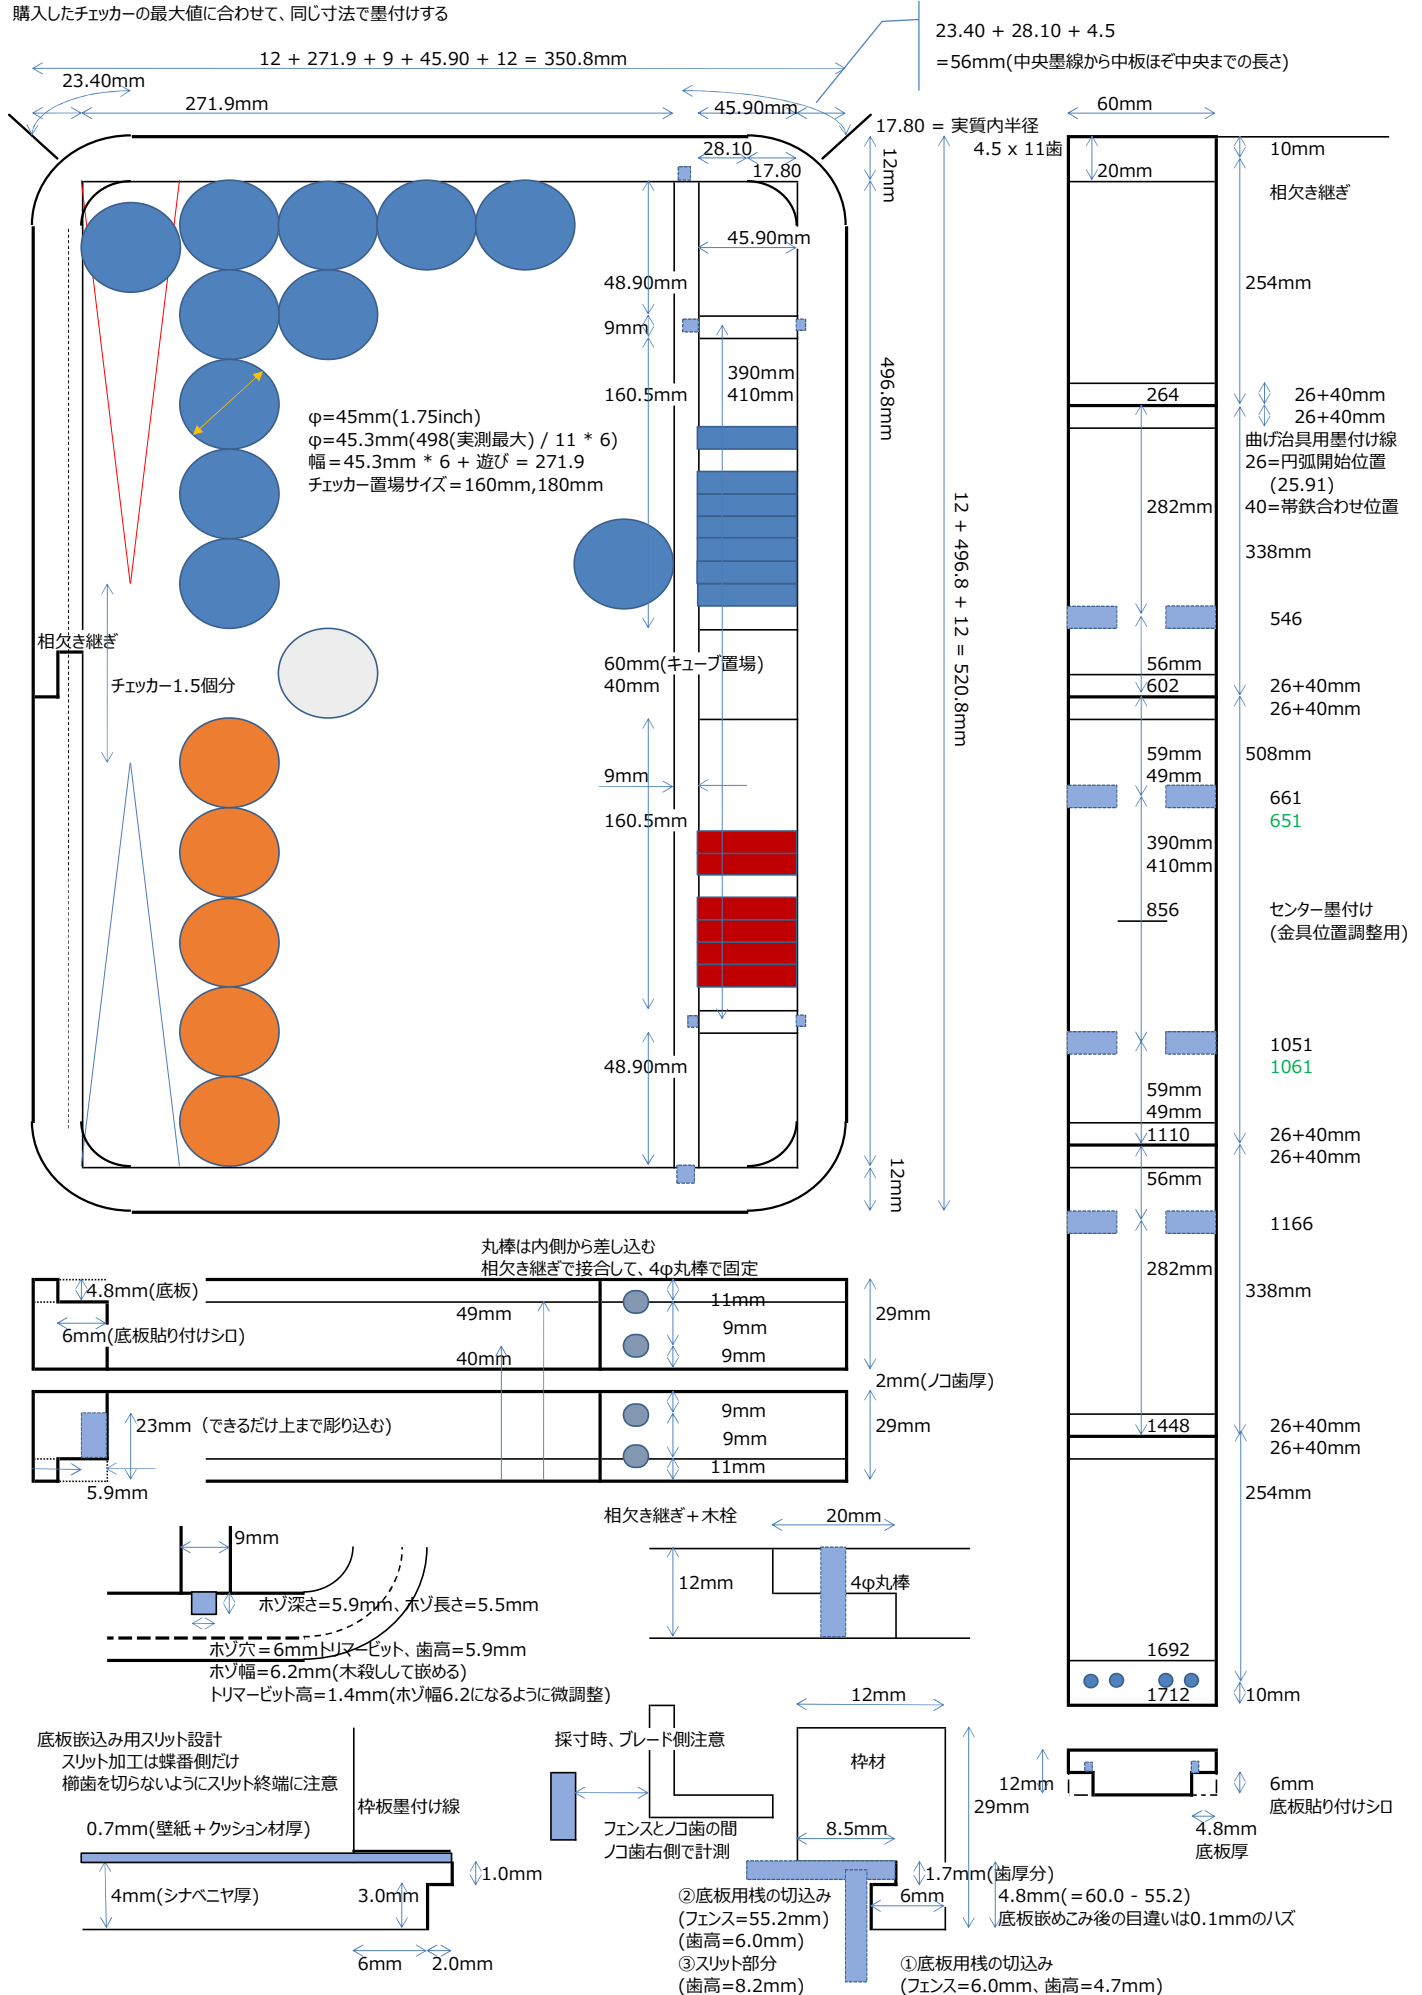 購入したチェッカーの最大値に合わせて、同じ寸法で墨付けする
23.40 + 28.10 + 4.5
=56mm(中央墨線から中板ほぞ中央までの長さ)
12 + 271.9 + 9 + 45.90 + 12 = 350.8mm
23.40mm
271.9mm
45.90mm
17.80 = 実質内半径
4.5 x 11歯
28.10
17.80
12mm
45.90mm
48.90mm
9mm
390mm
410mm
160.5mm
496.8mm
φ=45mm(1.75inch)
φ=45.3mm(498(実測最大) / 11 * 6)
幅=45.3mm * 6 + 遊び = 271.9
チェッカー置場サイズ=160mm,180mm
12 + 496.8 + 12 = 520.8mm
相欠き継ぎ
チェッカー1.5個分
60mm(キューブ置場)
40mm
9mm
160.5mm
48.90mm
12mm
60mm
10mm
20mm
相欠き継ぎ
254mm
264
26+40mm
26+40mm
曲げ治具用墨付け線
26=円弧開始位置
(25.91)
40=帯鉄合わせ位置
282mm
338mm
546
56mm
602
26+40mm
26+40mm
59mm
49mm
508mm
661
651
390mm
410mm
856
センター墨付け
(金具位置調整用)
1051
1061
59mm
49mm
1110
26+40mm
26+40mm
56mm
1166
282mm
338mm
1448
26+40mm
26+40mm
254mm
1692
1712
10mm
丸棒は内側から差し込む
相欠き継ぎで接合して、4φ丸棒で固定
4.8mm(底板)
6mm(底板貼り付けシロ)
49mm
40mm
11mm
9mm
9mm
29mm
2mm(ノコ歯厚)
23mm（できるだけ上まで彫り込む)
5.9mm
9mm
9mm
11mm
29mm
9mm
ホゾ深さ=5.9mm、ホゾ長さ=5.5mm
ホゾ穴=6mmトリマービット、歯高=5.9mm
ホゾ幅=6.2mm(木殺しして嵌める)
トリマービット高=1.4mm(ホゾ幅6.2になるように微調整)
相欠き継ぎ+木栓
20mm
12mm
4φ丸棒
底板嵌込み用スリット設計
スリット加工は蝶番側だけ
櫛歯を切らないようにスリット終端に注意
枠板墨付け線
0.7mm(壁紙+クッション材厚)
4mm(シナベニヤ厚)
3.0mm
1.0mm
6mm
2.0mm
採寸時、ブレード側注意
フェンスとノコ歯の間
ノコ歯右側で計測
12mm
枠材
29mm
8.5mm
1.7mm(歯厚分)
6mm
4.8mm(=60.0 - 55.2)
底板嵌めこみ後の目違いは0.1mmのハズ
②底板用桟の切込み
(フェンス=55.2mm)
(歯高=6.0mm)
③スリット部分
(歯高=8.2mm)
①底板用桟の切込み
(フェンス=6.0mm、歯高=4.7mm)
12mm
6mm
底板貼り付けシロ
4.8mm
底板厚